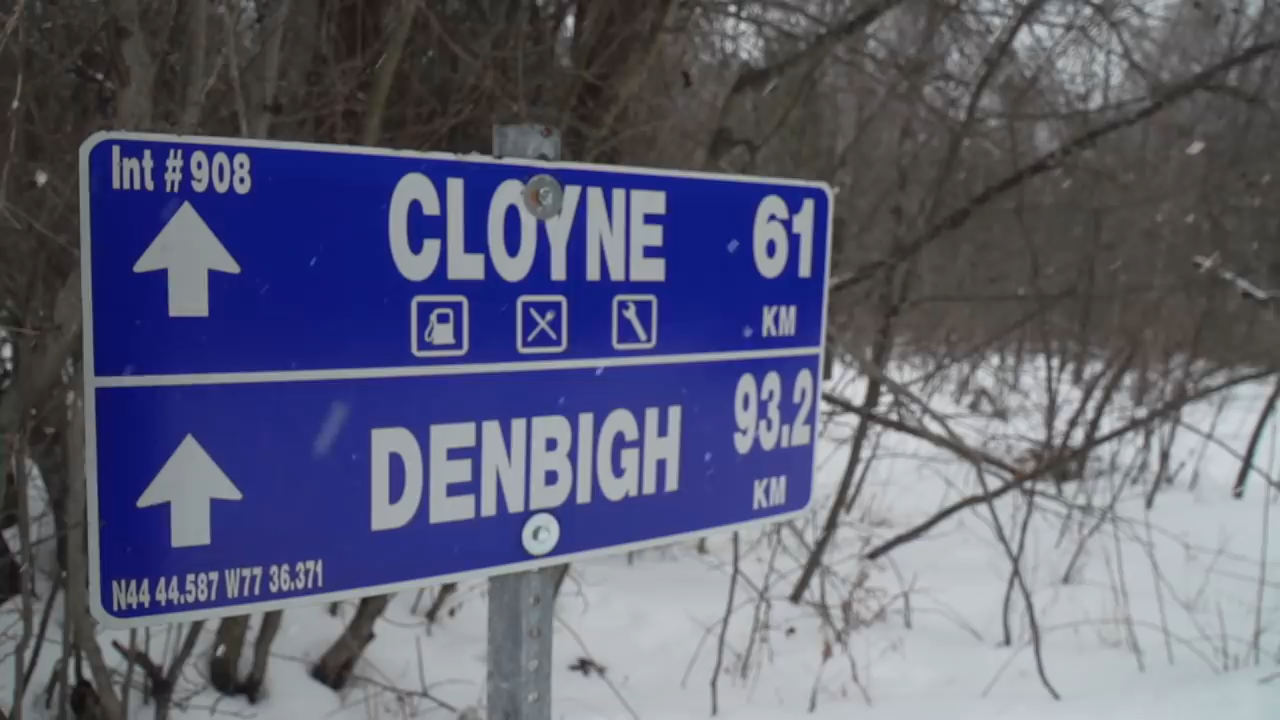 Int # 908
CLOYNE 61
KM
DENBIGH 93.2
KM
N44 44.587 W77 36.371